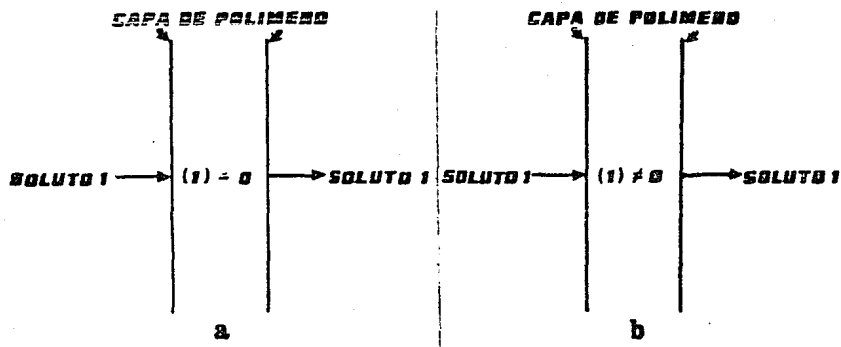 CAPA DE POLIMERO
SOLUTO 1 (1) = 0 SOLUTO 1
a
CAPA DE POLIMERO
SOLUTO 1 (1) ≠ 0 SOLUTO 1
b